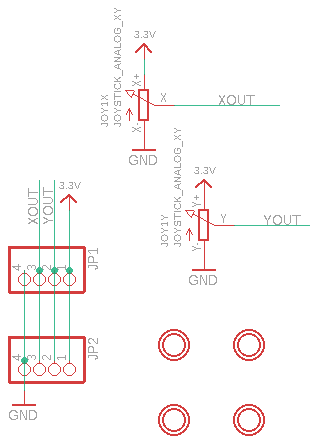 JOY1X
JOYSTICK_ANALOG_XY
3.3V
X+
X
X-
XOUT
GND
JOY1Y
JOYSTICK_ANALOG_XY
3.3V
Y+
Y
Y-
YOUT
GND
XOUT
YOUT
3.3V
4
3
2
1
JP1
4
3
2
1
JP2
GND